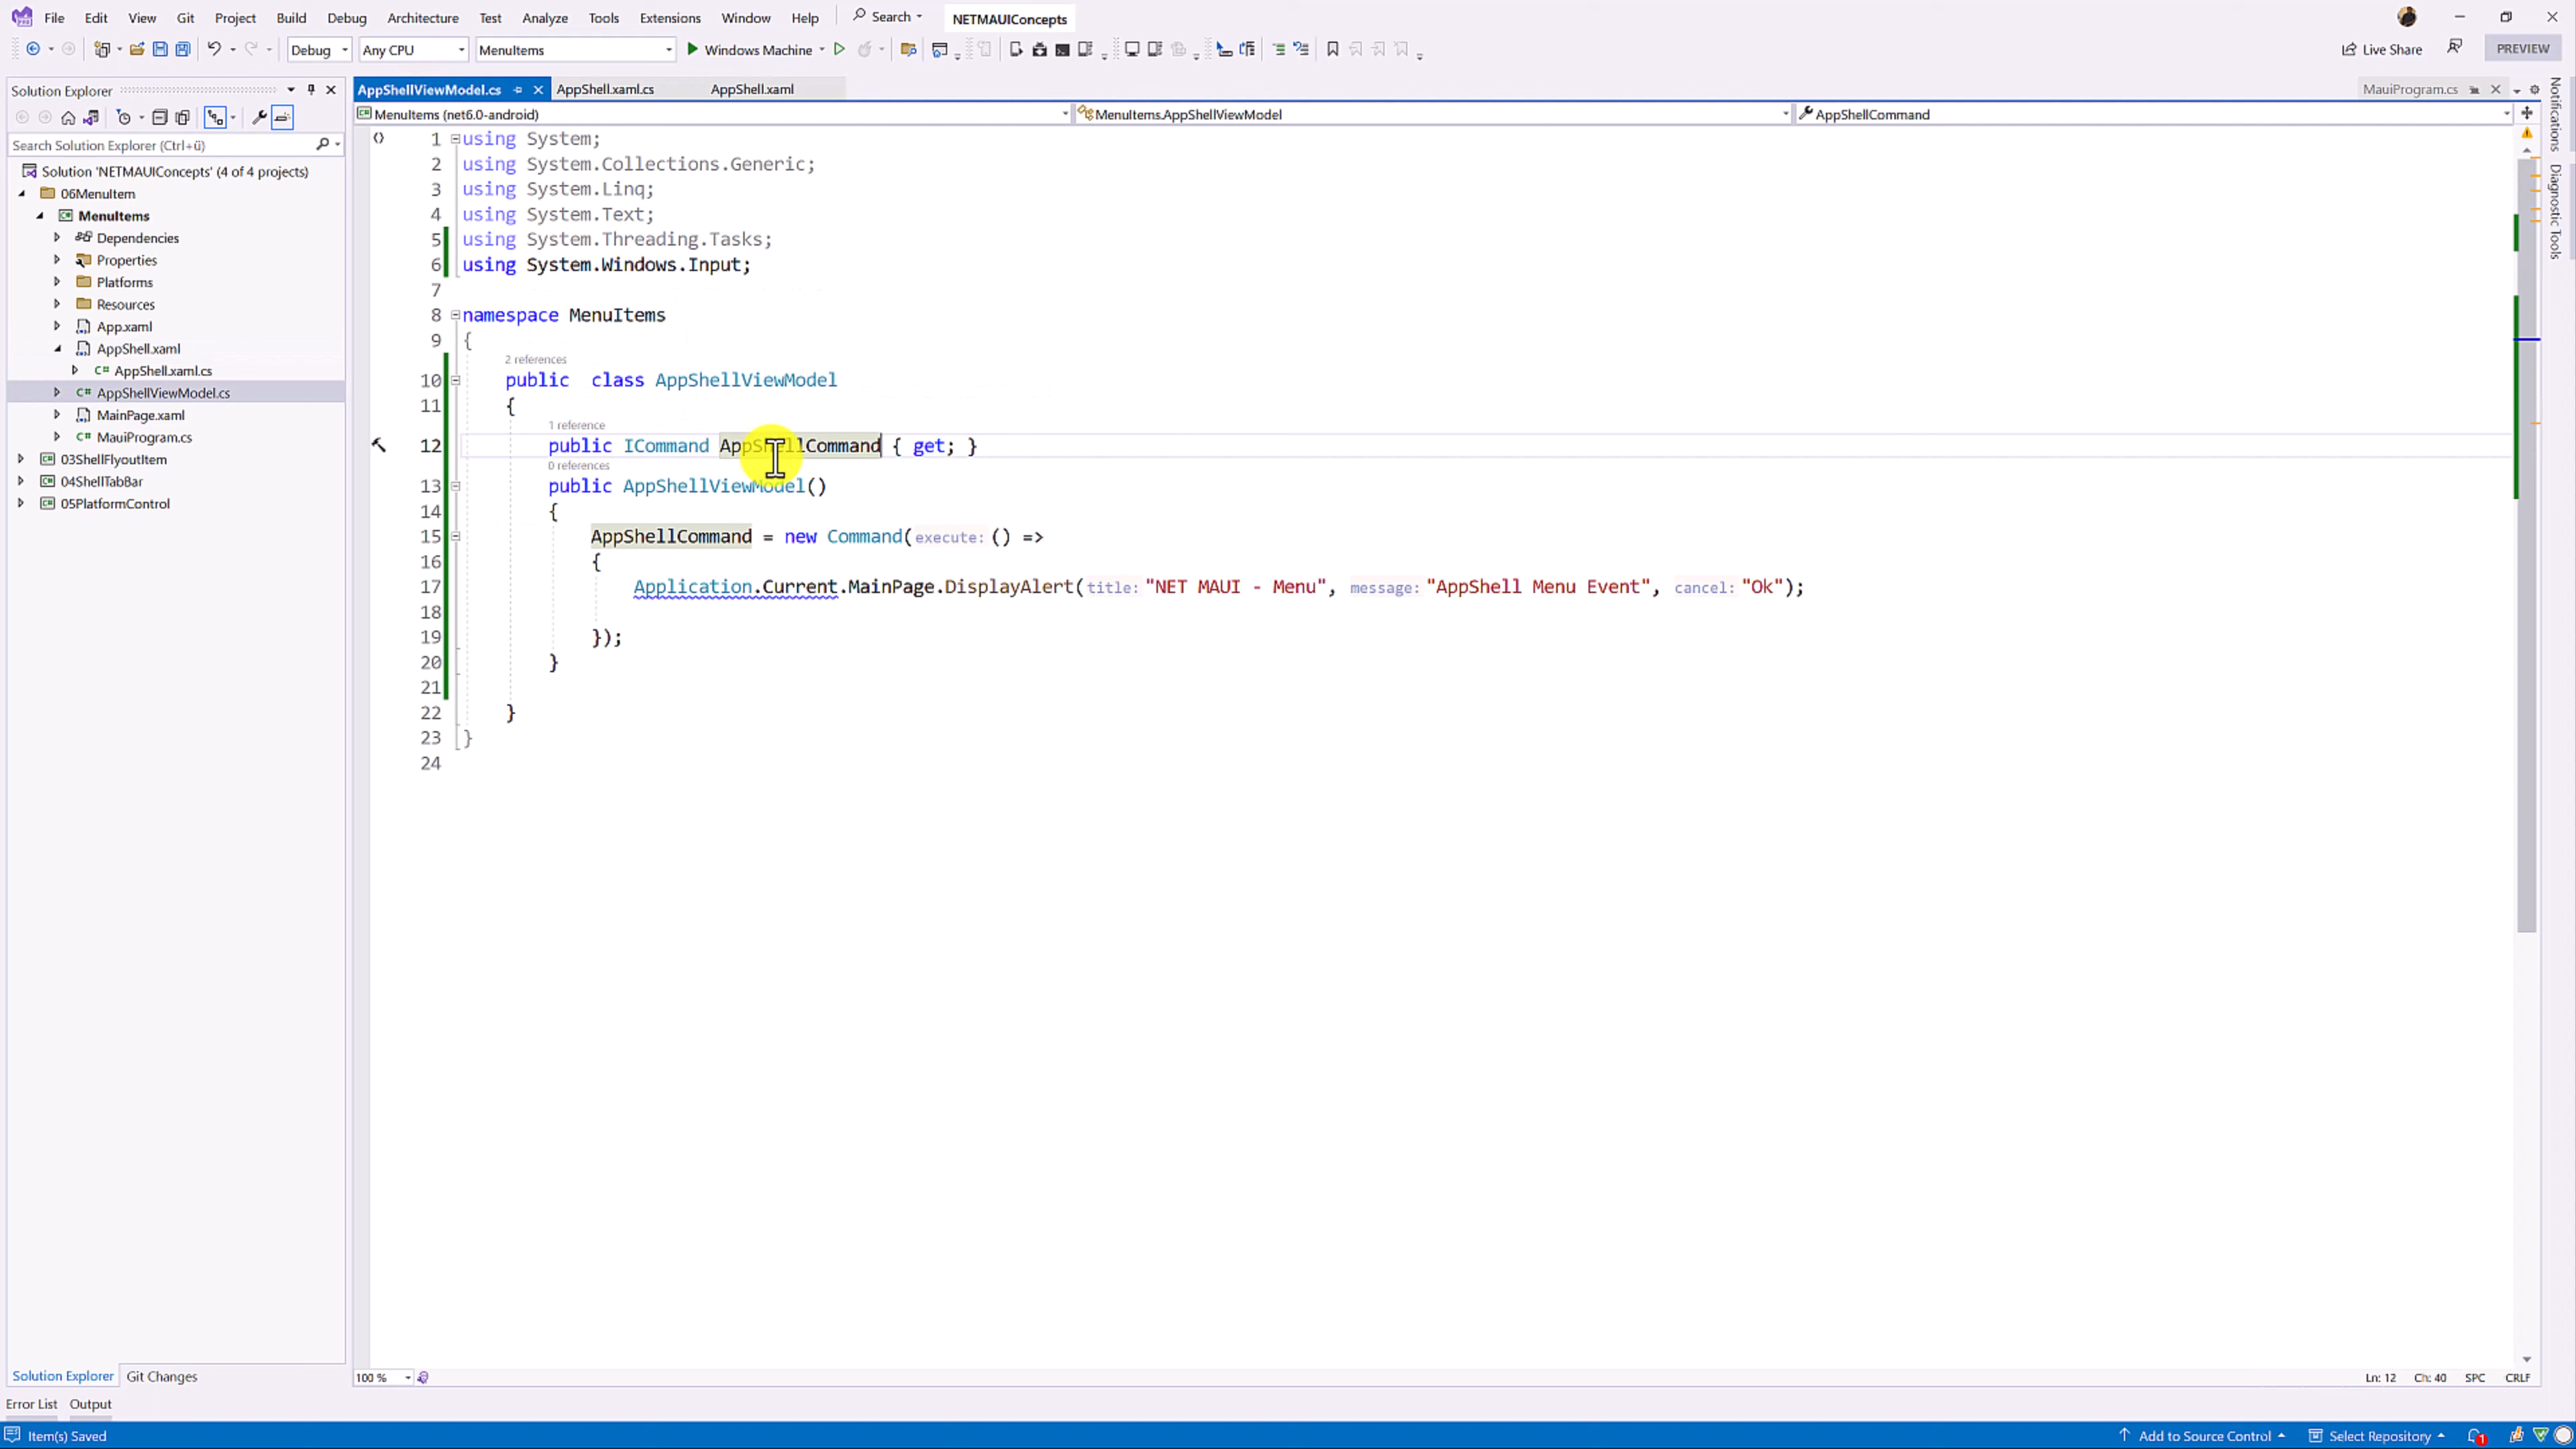 File Edit View Git Project Build Debug Architecture Test Analyze Tools Extensions Window Help Search NETMAUIConcepts
Debug Any CPU MenuItems Windows Machine Live Share PREVIEW
Solution Explorer
Search Solution Explorer (Ctrl+ü)
Solution 'NETMAUIConcepts' (4 of 4 projects)
06MenuItem
MenuItems
Dependencies
Properties
Platforms
Resources
App.xaml
AppShell.xaml
C# AppShell.xaml.cs
C# AppShellViewModel.cs
MainPage.xaml
C# MauiProgram.cs
03ShellFlyoutItem
04ShellTabBar
05PlatformControl
Solution Explorer Git Changes
AppShellViewModel.cs AppShell.xaml.cs AppShell.xaml MauiProgram.cs
MenuItems (net6.0-android) MenuItems.AppShellViewModel AppShellCommand
1 using System;
2 using System.Collections.Generic;
3 using System.Linq;
4 using System.Text;
5 using System.Threading.Tasks;
6 using System.Windows.Input;
7
8 namespace MenuItems
9 {
2 references
10 public class AppShellViewModel
11 {
1 reference
12 public ICommand AppShellCommand { get; }
0 references
13 public AppShellViewModel()
14 {
15 AppShellCommand = new Command(execute: () =>
16 {
17 Application.Current.MainPage.DisplayAlert(title: "NET MAUI - Menu", message: "AppShell Menu Event", cancel: "Ok");
18
19 });
20 }
21
22 }
23 }
24
Notifications
Diagnostic Tools
100 % Ln: 12 Ch: 40 SPC CRLF
Error List Output
Item(s) Saved Add to Source Control Select Repository 1